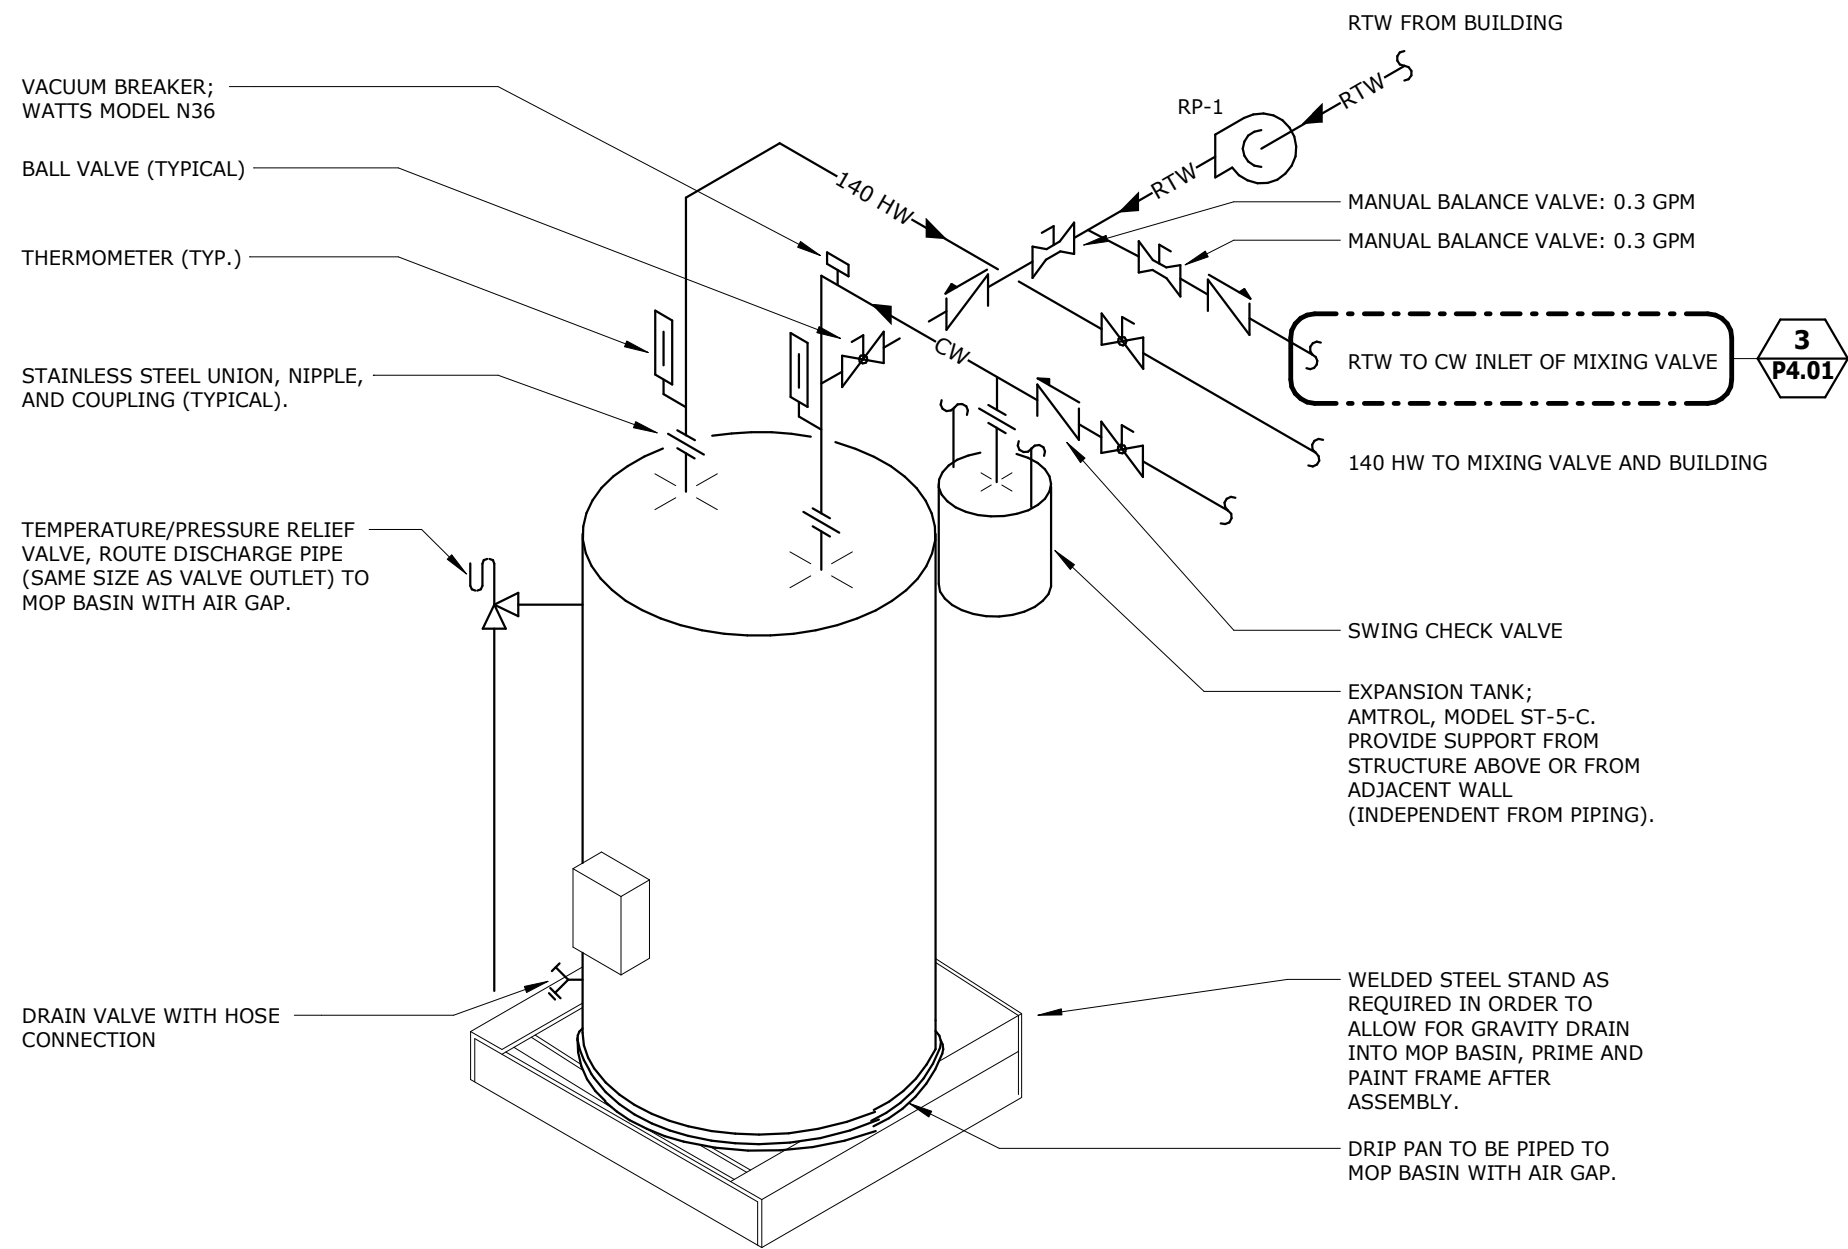 RTW FROM BUILDING
VACUUM BREAKER;
WATTS MODEL N36
BALL VALVE (TYPICAL)
THERMOMETER (TYP.)
STAINLESS STEEL UNION, NIPPLE,
AND COUPLING (TYPICAL).
TEMPERATURE/PRESSURE RELIEF
VALVE, ROUTE DISCHARGE PIPE
(SAME SIZE AS VALVE OUTLET) TO
MOP BASIN WITH AIR GAP.
DRAIN VALVE WITH HOSE
CONNECTION
140 HW
CW
RP-1
RTW
RTW
MANUAL BALANCE VALVE: 0.3 GPM
MANUAL BALANCE VALVE: 0.3 GPM
RTW TO CW INLET OF MIXING VALVE
3
P4.01
140 HW TO MIXING VALVE AND BUILDING
SWING CHECK VALVE
EXPANSION TANK;
AMTROL, MODEL ST-5-C.
PROVIDE SUPPORT FROM
STRUCTURE ABOVE OR FROM
ADJACENT WALL
(INDEPENDENT FROM PIPING).
WELDED STEEL STAND AS
REQUIRED IN ORDER TO
ALLOW FOR GRAVITY DRAIN
INTO MOP BASIN, PRIME AND
PAINT FRAME AFTER
ASSEMBLY.
DRIP PAN TO BE PIPED TO
MOP BASIN WITH AIR GAP.